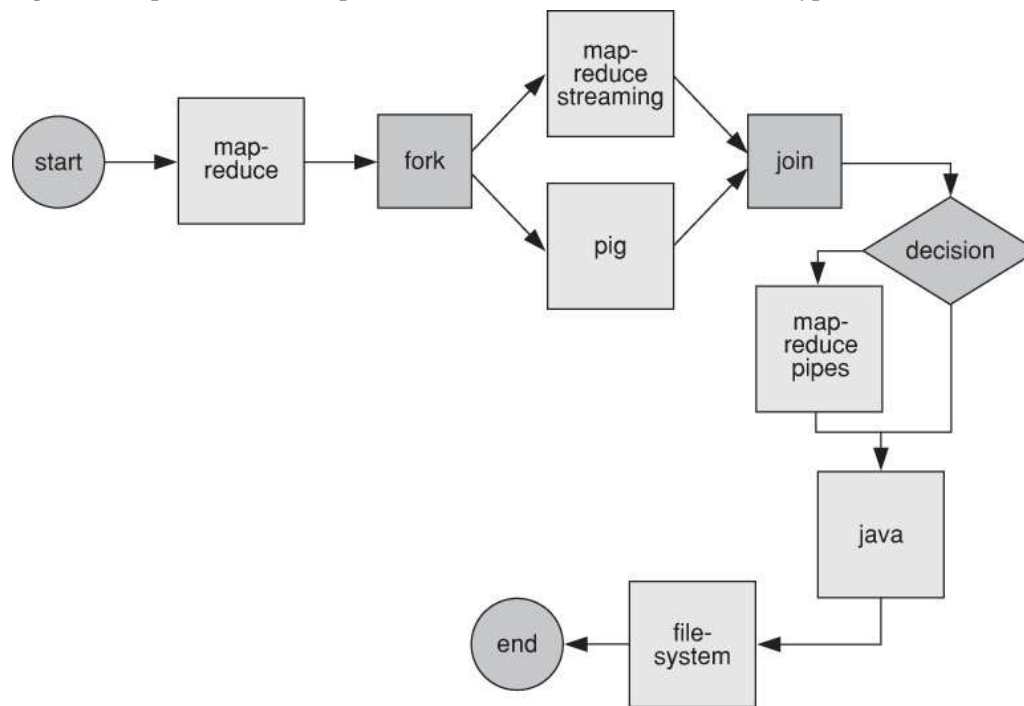 map-
reduce
streaming
start
map-
reduce
fork
join
pig
decision
map-
reduce
pipes
java
end
file-
system